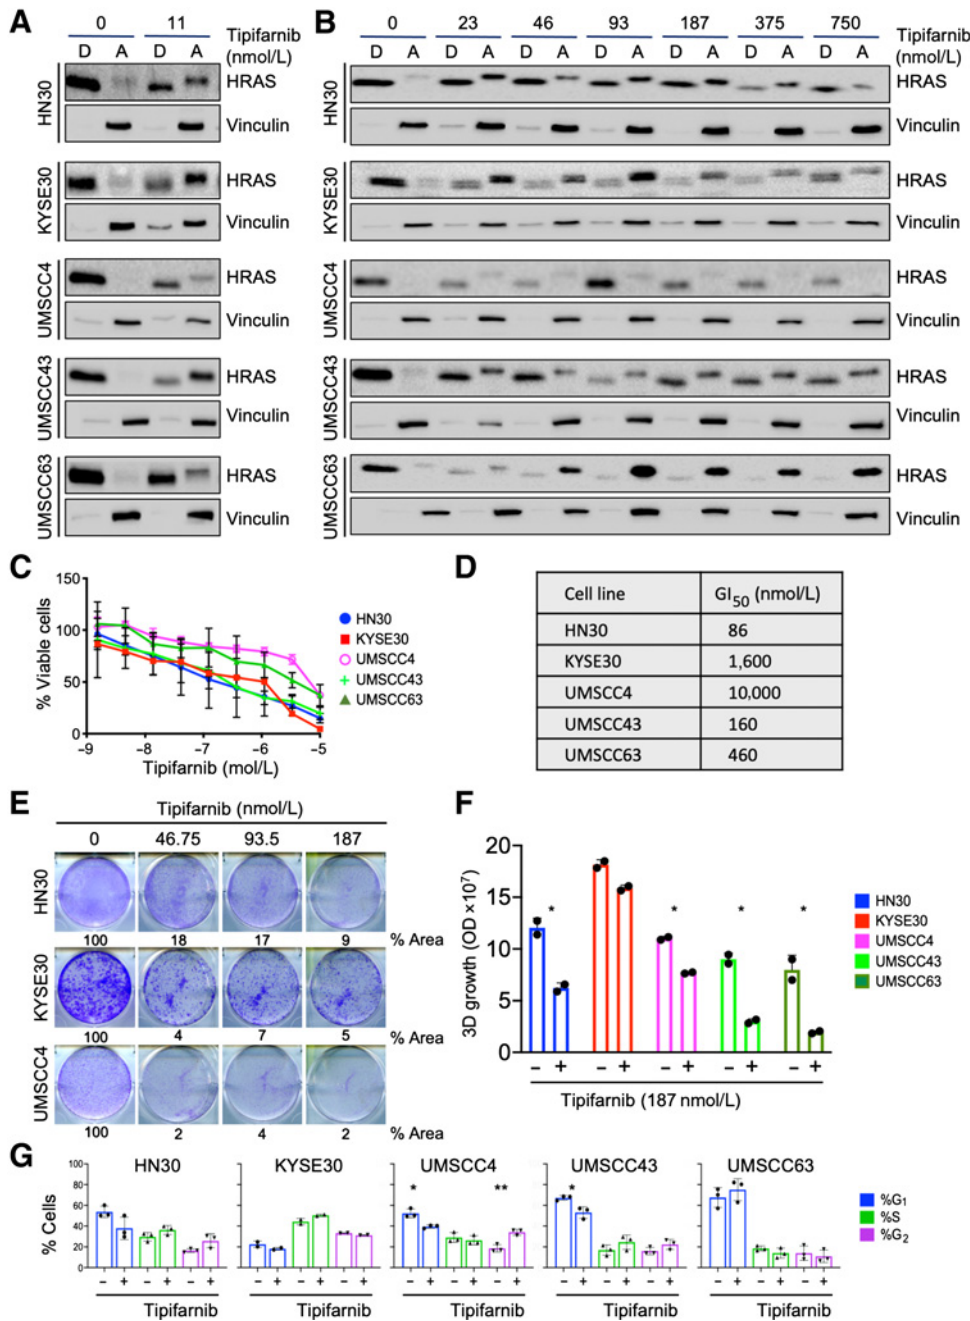 A
0 11 Tipifarnib
D A D A (nmol/L)
HN30
HRAS
Vinculin
KYSE30
HRAS
Vinculin
UMSCC4
HRAS
Vinculin
UMSCC43
HRAS
Vinculin
UMSCC63
HRAS
Vinculin
B
0 23 46 93 187 375 750 Tipifarnib
D A D A D A D A D A D A D A (nmol/L)
HN30
HRAS
Vinculin
KYSE30
HRAS
Vinculin
UMSCC4
HRAS
Vinculin
UMSCC43
HRAS
Vinculin
UMSCC63
HRAS
Vinculin
C
% Viable cells
150
100
50
0
–9 –8 –7 –6 –5
Tipifarnib (mol/L)
HN30
KYSE30
UMSCC4
UMSCC43
UMSCC63
D
Cell line GI50 (nmol/L)
HN30 86
KYSE30 1,600
UMSCC4 10,000
UMSCC43 160
UMSCC63 460
E
Tipifarnib (nmol/L)
0 46.75 93.5 187
HN30
100 18 17 9 % Area
KYSE30
100 4 7 5 % Area
UMSCC4
100 2 4 2 % Area
F
3D growth (OD ×10⁷)
20
15
10
5
0
* * * *
– + – + – + – + – +
Tipifarnib (187 nmol/L)
HN30
KYSE30
UMSCC4
UMSCC43
UMSCC63
G
HN30 KYSE30 UMSCC4 UMSCC43 UMSCC63
% Cells
100
80
60
40
20
0
* ** *
– + – + – + – + – + – + – + – + – + – + – + – + – + – + – +
Tipifarnib Tipifarnib Tipifarnib Tipifarnib Tipifarnib
%G1
%S
%G2